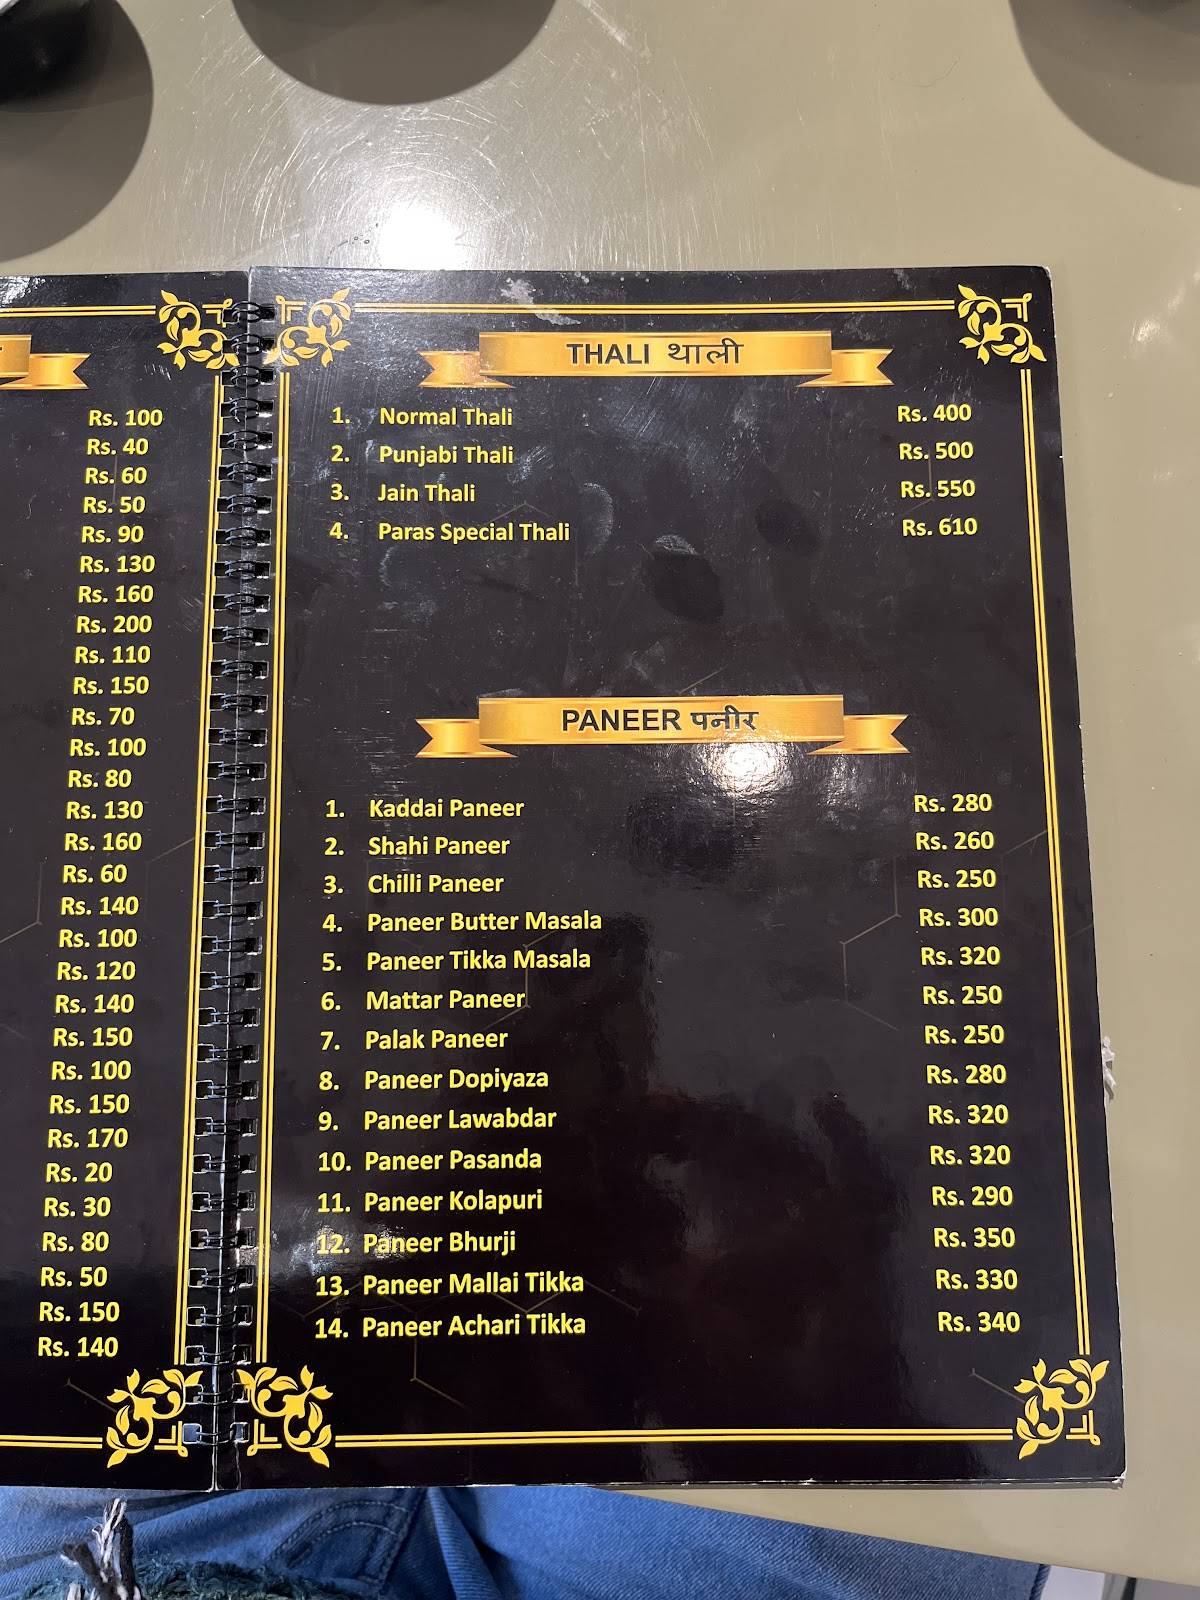 Rs. 100
Rs. 40
Rs. 60
Rs. 50
Rs. 90
Rs. 130
Rs. 160
Rs. 200
Rs. 110
Rs. 150
Rs. 70
Rs. 100
Rs. 80
Rs. 130
Rs. 160
Rs. 60
Rs. 140
Rs. 100
Rs. 120
Rs. 140
Rs. 150
Rs. 100
Rs. 150
Rs. 170
Rs. 20
Rs. 30
Rs. 80
Rs. 50
Rs. 150
Rs. 140
THALI थाली
1. Normal Thali Rs. 400
2. Punjabi Thali Rs. 500
3. Jain Thali Rs. 550
4. Paras Special Thali Rs. 610
PANEER पनीर
1. Kaddai Paneer Rs. 280
2. Shahi Paneer Rs. 260
3. Chilli Paneer Rs. 250
4. Paneer Butter Masala Rs. 300
5. Paneer Tikka Masala Rs. 320
6. Mattar Paneer Rs. 250
7. Palak Paneer Rs. 250
8. Paneer Dopiyaza Rs. 280
9. Paneer Lawabdar Rs. 320
10. Paneer Pasanda Rs. 320
11. Paneer Kolapuri Rs. 290
12. Paneer Bhurji Rs. 350
13. Paneer Mallai Tikka Rs. 330
14. Paneer Achari Tikka Rs. 340